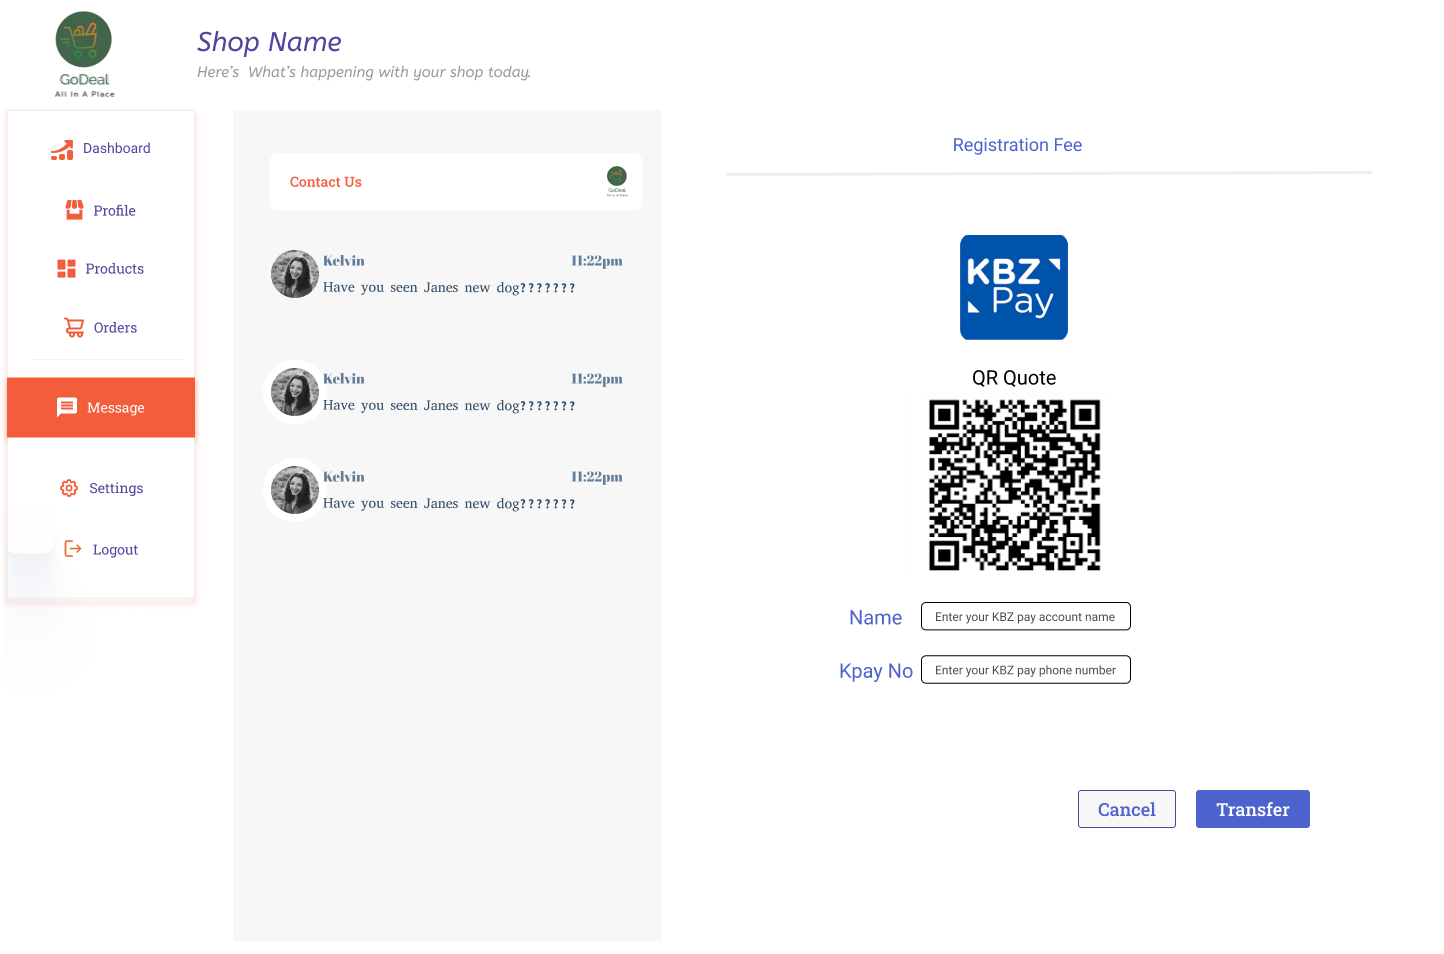 GoDeal
All In A Place
Shop Name
Here's What's happening with your shop today.
Dashboard
Profile
Products
Orders
Message
Settings
Logout
Contact Us
GoDeal
Kelvin 11:22pm
Have you seen Janes new dog???????
Kelvin 11:22pm
Have you seen Janes new dog???????
Kelvin 11:22pm
Have you seen Janes new dog???????
Registration Fee
KBZ
Pay
QR Quote
Name Enter your KBZ pay account name
Kpay No Enter your KBZ pay phone number
Cancel Transfer